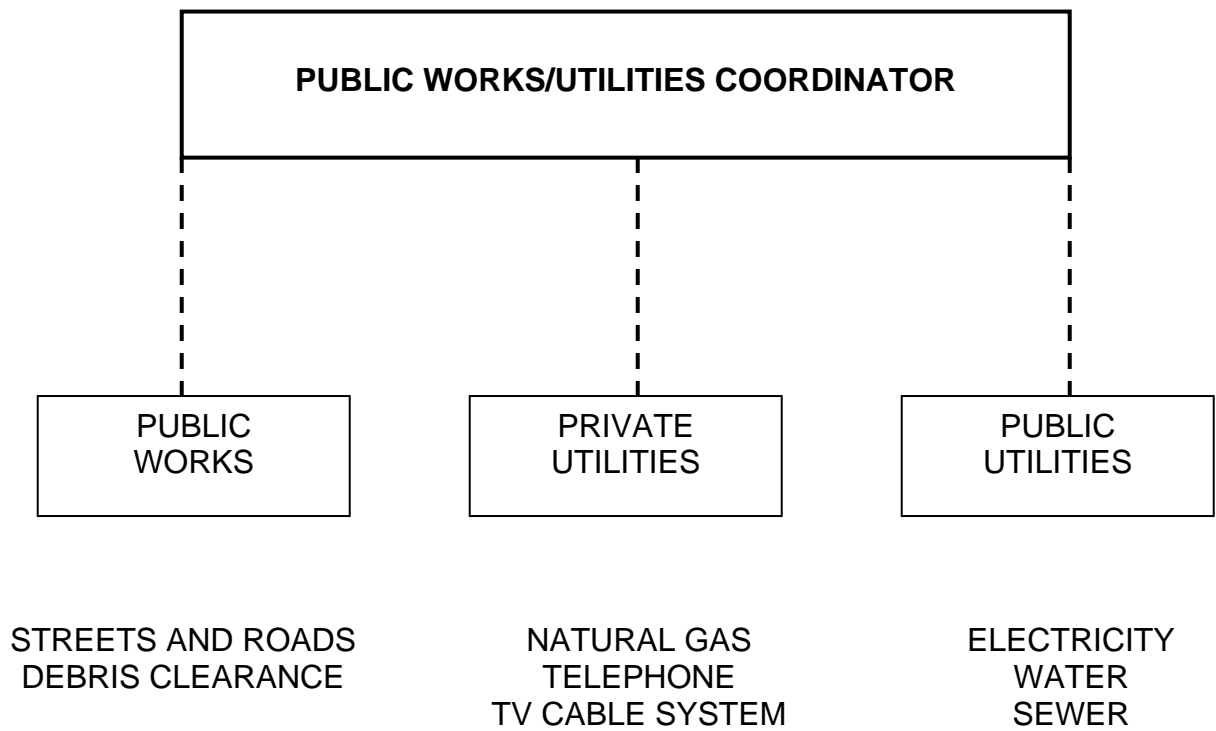 PUBLIC WORKS/UTILITIES COORDINATOR
PUBLIC
WORKS
PRIVATE
UTILITIES
PUBLIC
UTILITIES
STREETS AND ROADS
DEBRIS CLEARANCE
NATURAL GAS
TELEPHONE
TV CABLE SYSTEM
ELECTRICITY
WATER
SEWER